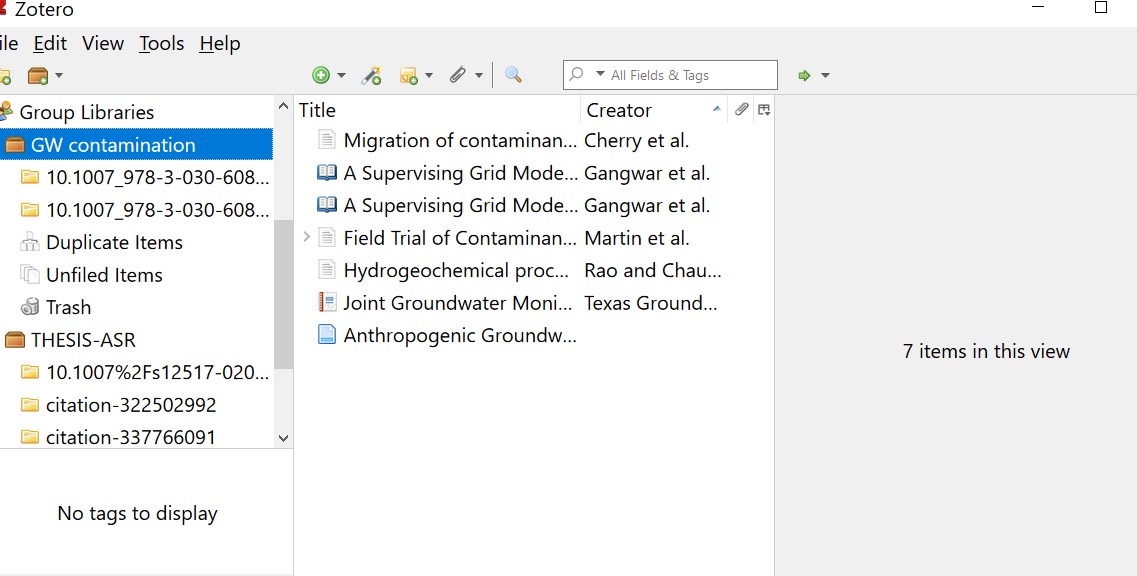 Zotero
ile Edit View Tools Help
All Fields & Tags
Group Libraries
GW contamination
10.1007_978-3-030-608...
10.1007_978-3-030-608...
Duplicate Items
Unfiled Items
Trash
THESIS-ASR
10.1007%2Fs12517-020...
citation-322502992
citation-337766091
No tags to display
Title Creator
Migration of contaminan... Cherry et al.
A Supervising Grid Mode... Gangwar et al.
A Supervising Grid Mode... Gangwar et al.
Field Trial of Contaminan... Martin et al.
Hydrogeochemical proc... Rao and Chau...
Joint Groundwater Moni... Texas Ground...
Anthropogenic Groundw...
7 items in this view